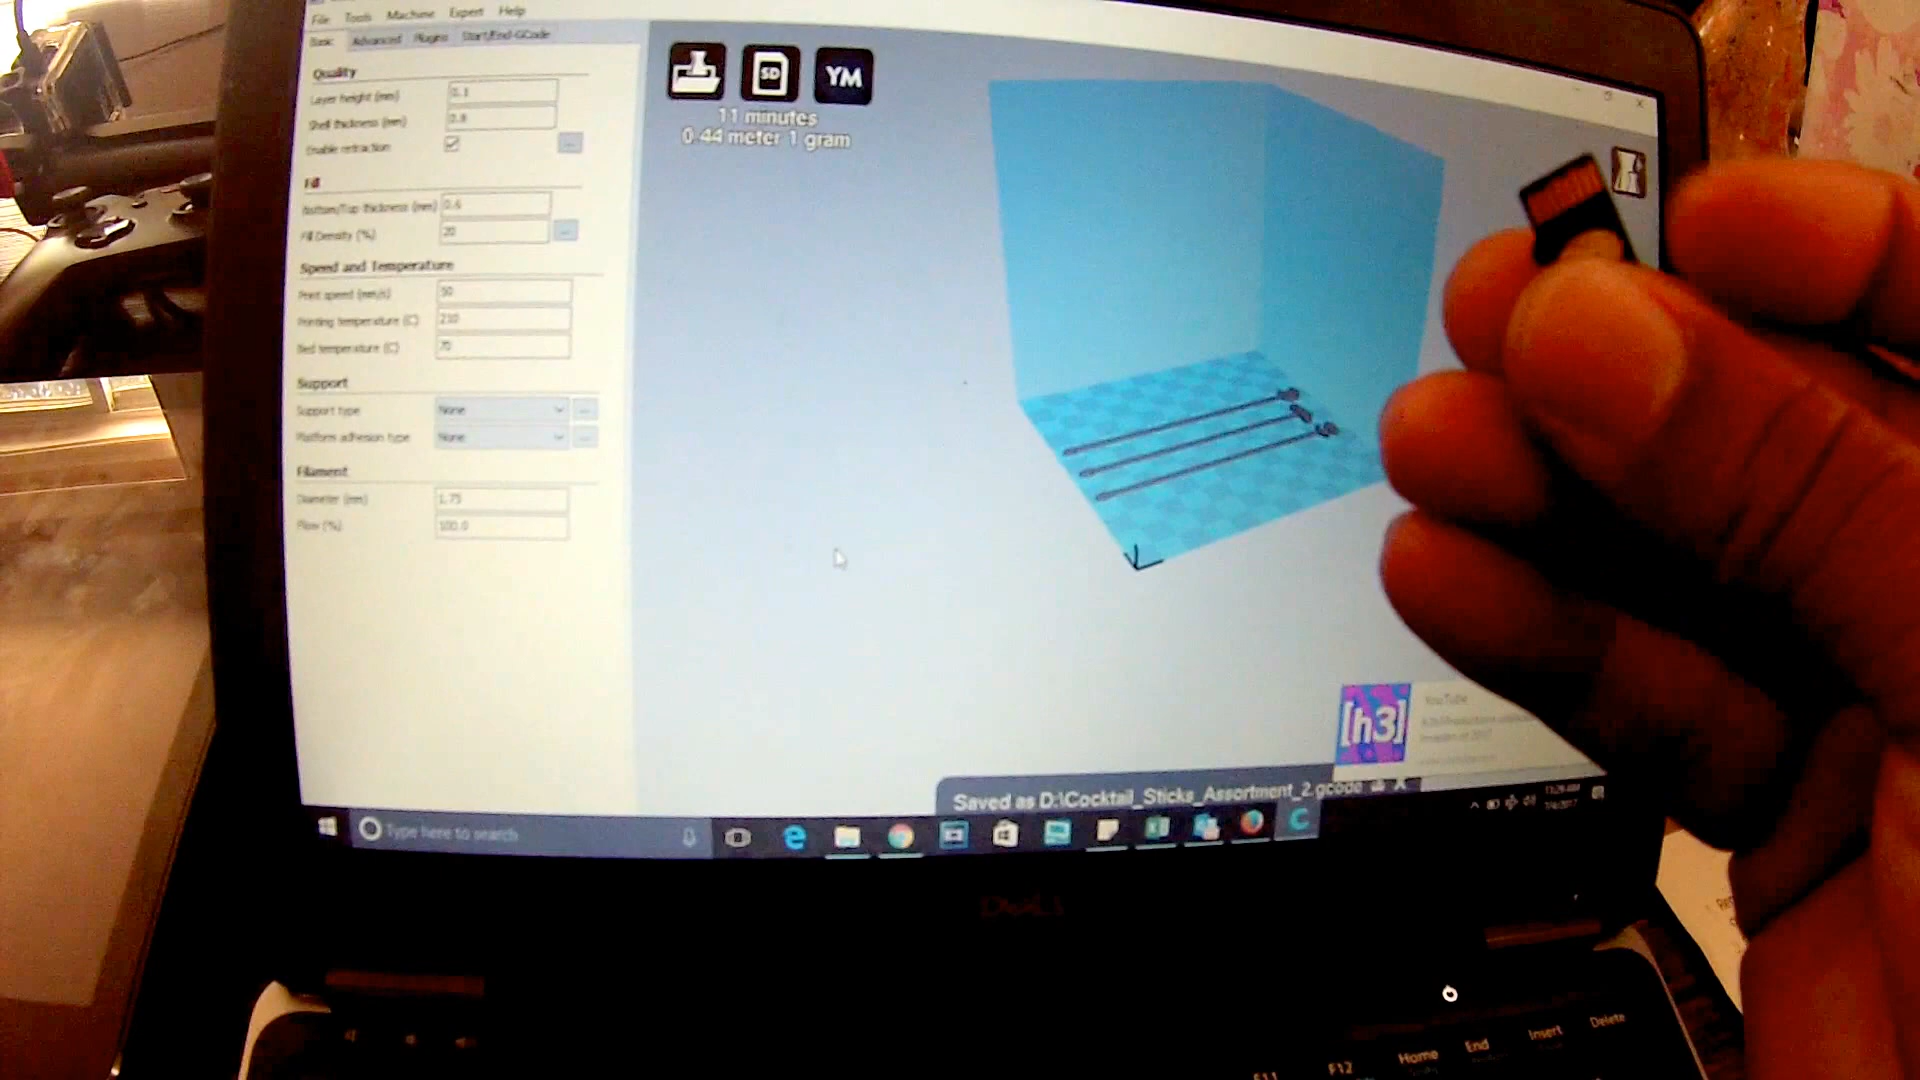 File Tools Machine Expert Help
Basic Advanced Plugins Start/End-GCode
Quality
Layer height (mm) 0.1
Shell thickness (mm) 0.8
Enable retraction ...
Fill
Bottom/Top thickness (mm) 0.6
Fill Density (%) 20 ...
Speed and Temperature
Print speed (mm/s) 50
Printing temperature (C) 210
Bed temperature (C) 70
Support
Support type None ...
Platform adhesion type None ...
Filament
Diameter (mm) 1.75
Flow (%) 100.0
SD YM
11 minutes
0.44 meter 1 gram
[h3]
YouTube
Saved as D:\Cocktail_Sticks_Assortment_2.gcode
Type here to search
DELL
F11 F12 Home End Insert Delete